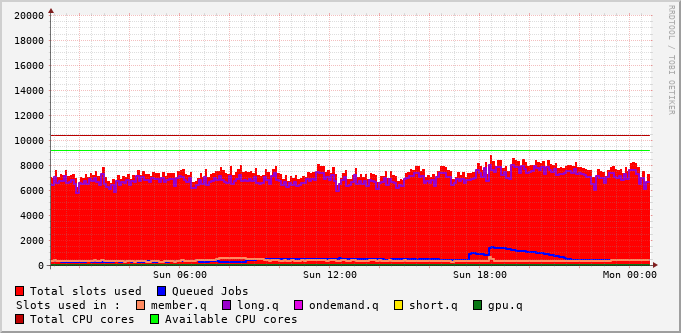 RRDTOOL / TOBI OETIKER
20000
18000
16000
14000
12000
10000
8000
6000
4000
2000
0
Sun 06:00 Sun 12:00 Sun 18:00 Mon 00:00
Total slots used Queued Jobs
Slots used in : member.q long.q ondemand.q short.q gpu.q
Total CPU cores Available CPU cores